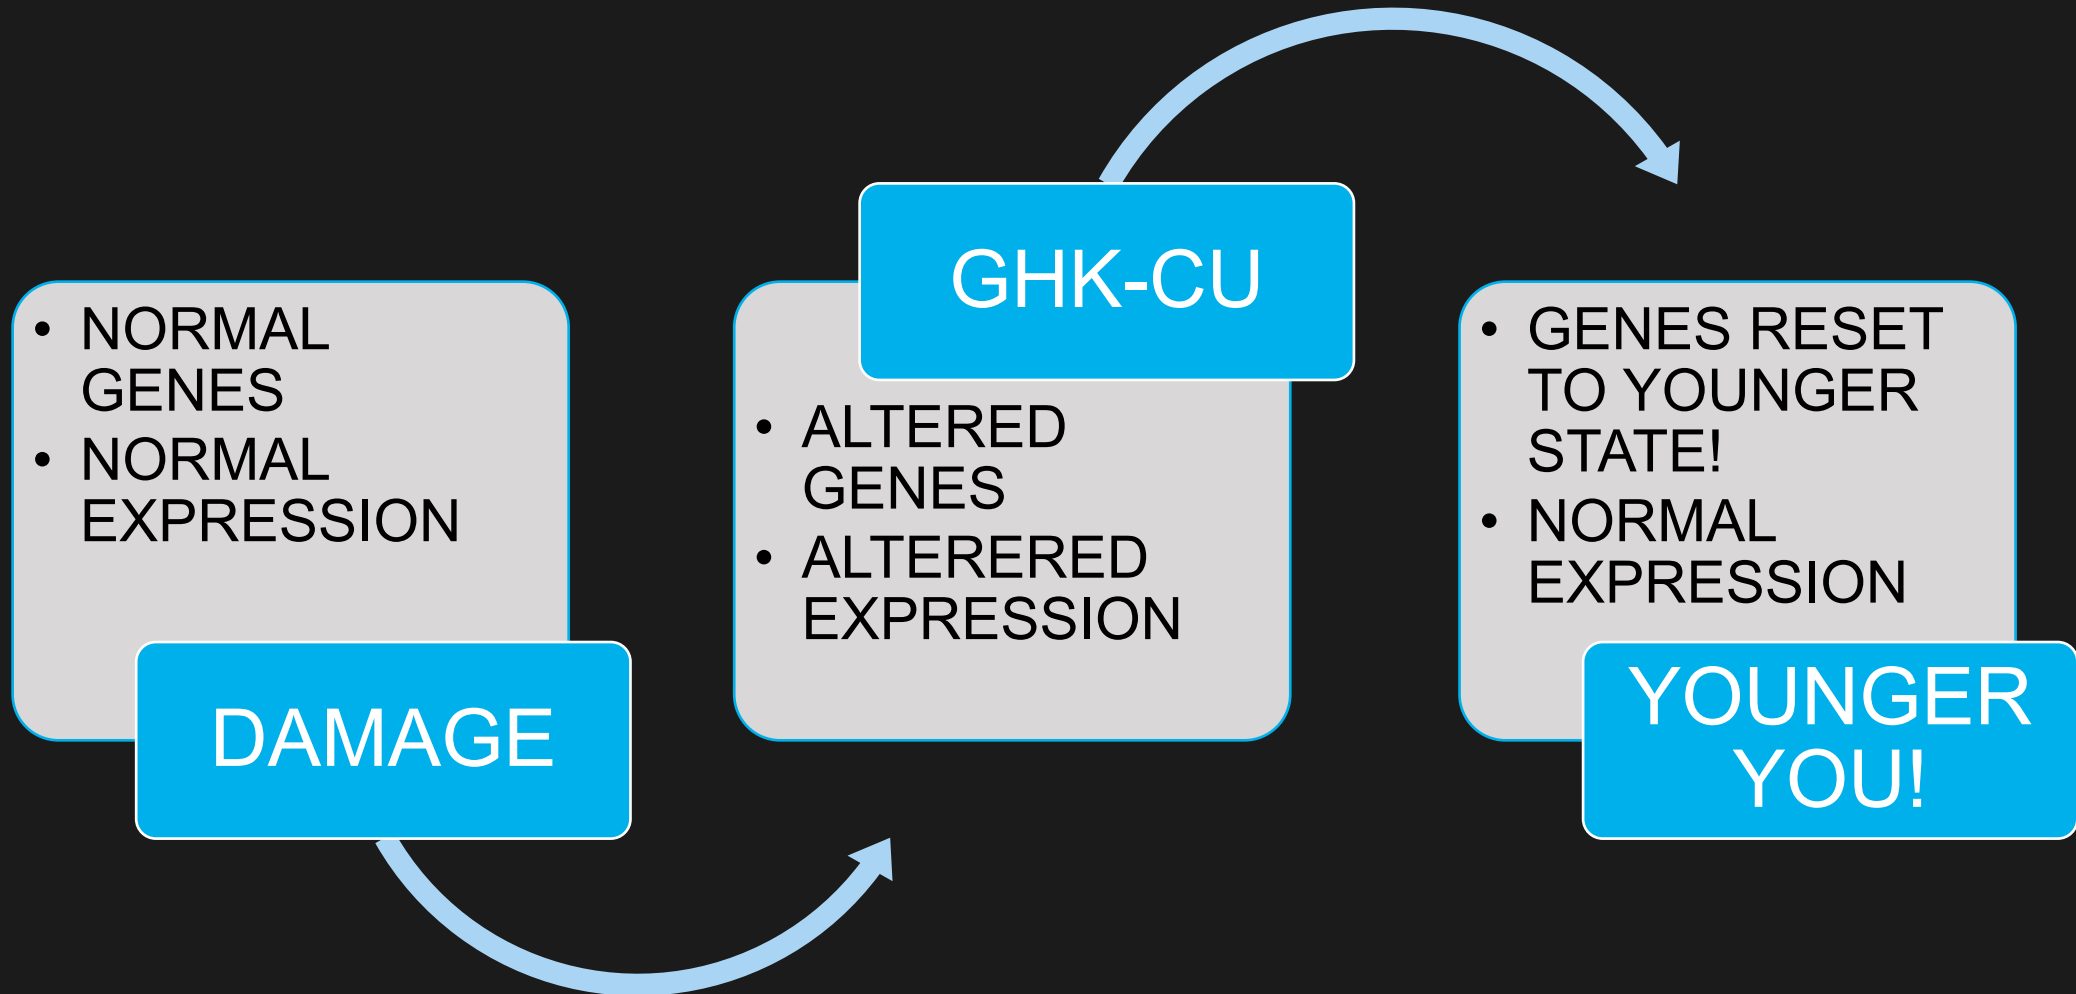 • NORMAL
GENES
• NORMAL
EXPRESSION
DAMAGE
GHK-CU
• ALTERED
GENES
• ALTERERED
EXPRESSION
• GENES RESET
TO YOUNGER
STATE!
• NORMAL
EXPRESSION
YOUNGER
YOU!